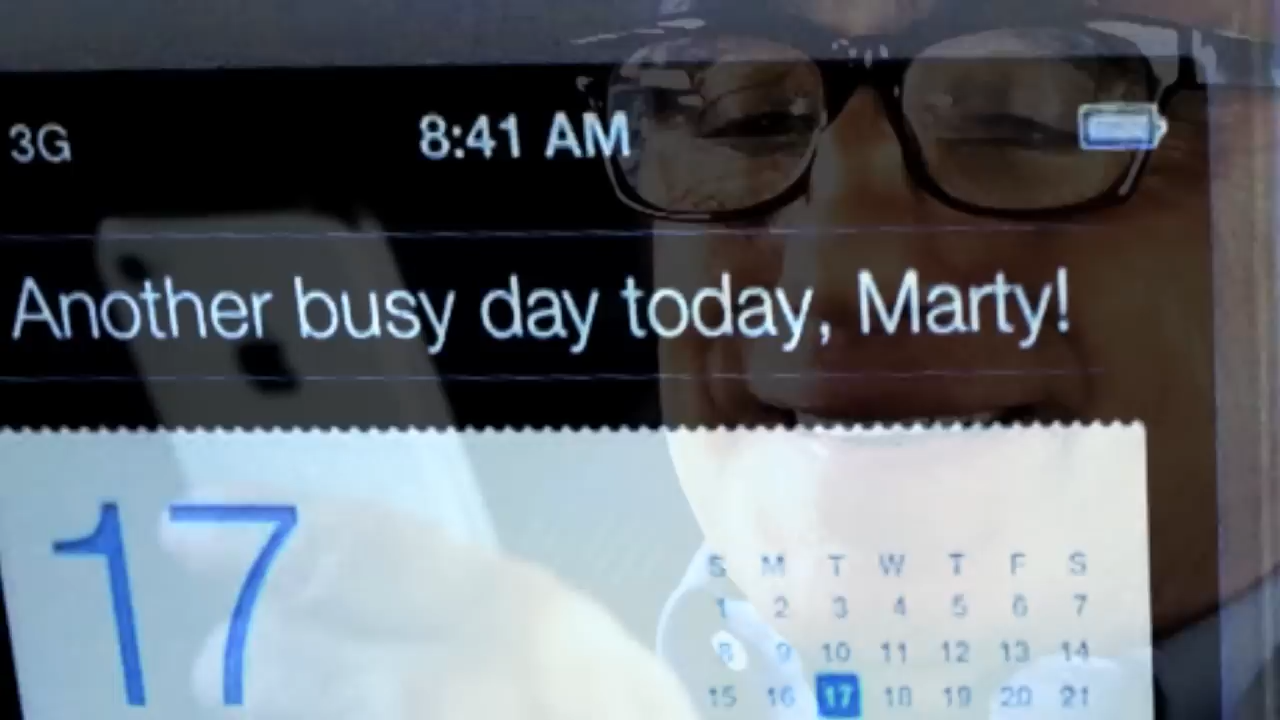 3G 8:41 AM
Another busy day today, Marty!
17
S M T W T F S
1 2 3 4 5 6 7
8 9 10 11 12 13 14
15 16 17 18 19 20 21